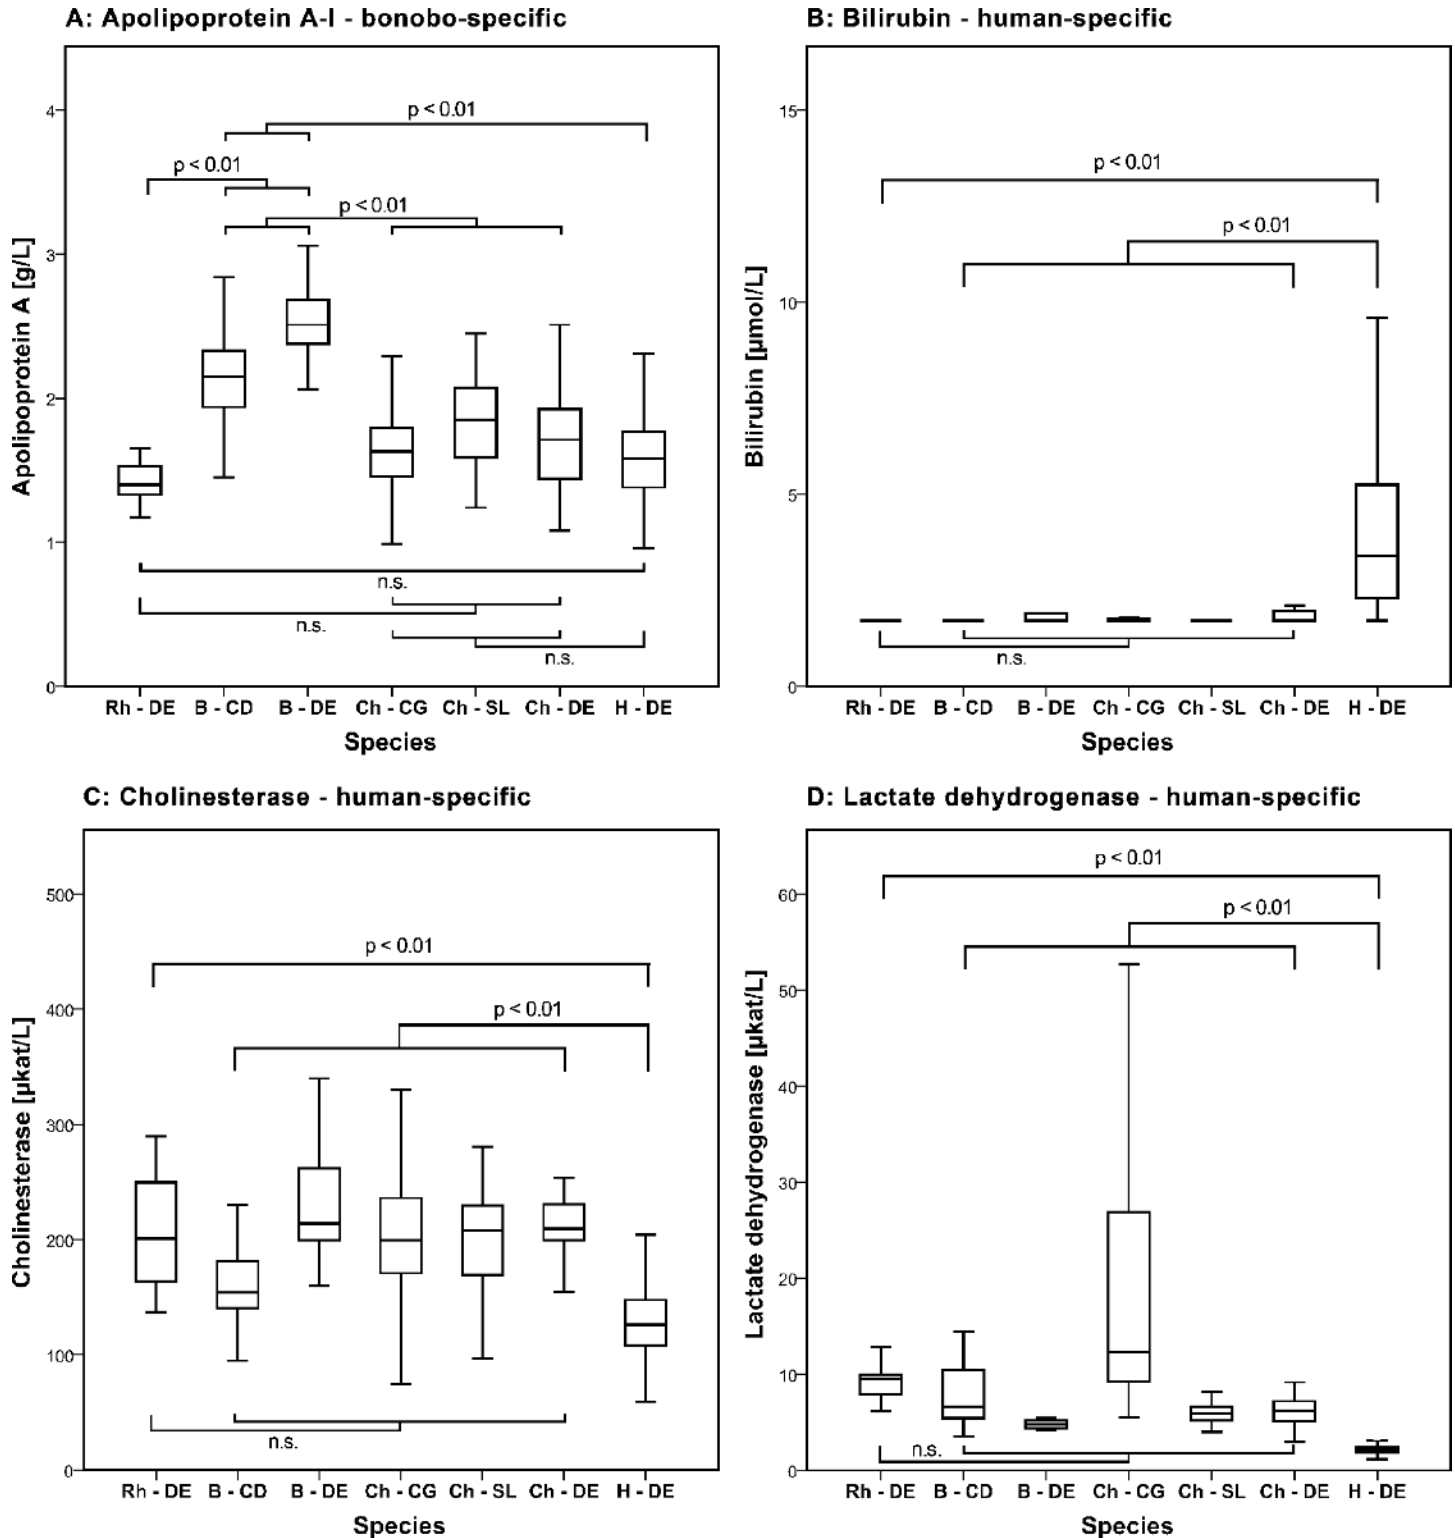 A: Apolipoprotein A-I - bonobo-specific
Apolipoprotein A [g/L]
4
3
2
1
0
p < 0.01
p < 0.01
p < 0.01
n.s.
n.s.
n.s.
Rh - DE B - CD B - DE Ch - CG Ch - SL Ch - DE H - DE
Species
B: Bilirubin - human-specific
Bilirubin [µmol/L]
15
10
5
0
p < 0.01
p < 0.01
n.s.
Rh - DE B - CD B - DE Ch - CG Ch - SL Ch - DE H - DE
Species
C: Cholinesterase - human-specific
Cholinesterase [µkat/L]
500
400
300
200
100
0
p < 0.01
p < 0.01
n.s.
Rh - DE B - CD B - DE Ch - CG Ch - SL Ch - DE H - DE
Species
D: Lactate dehydrogenase - human-specific
Lactate dehydrogenase [µkat/L]
60
50
40
30
20
10
0
p < 0.01
p < 0.01
n.s.
Rh - DE B - CD B - DE Ch - CG Ch - SL Ch - DE H - DE
Species